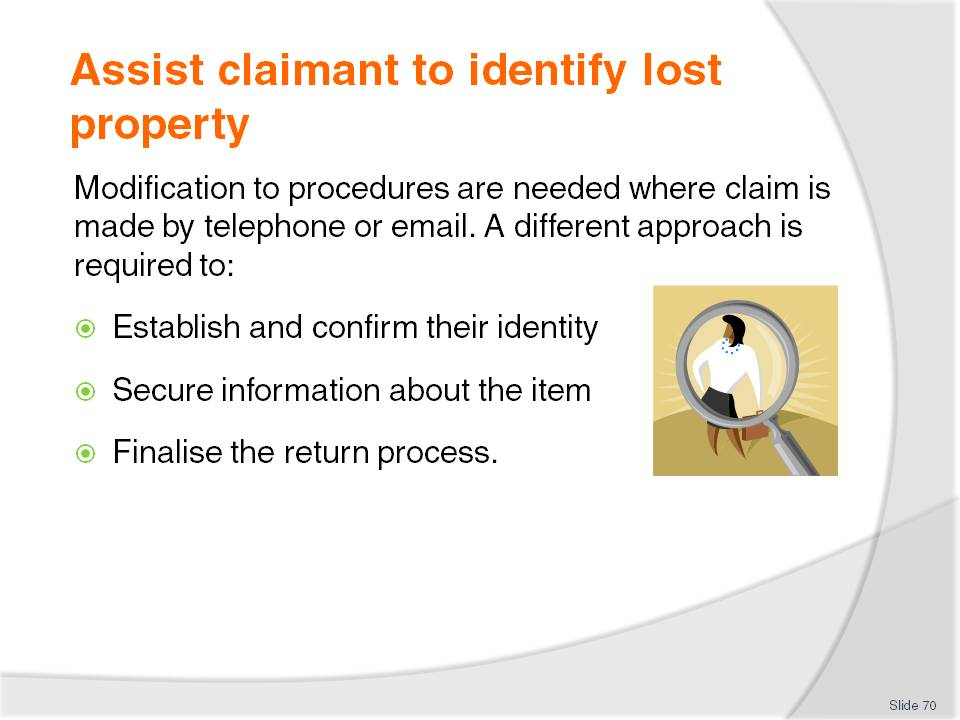 Assist claimant to identify lost
property
Modification to procedures are needed where claim is
made by telephone or email. A different approach is
required to:
Establish and confirm their identity
Secure information about the item
Finalise the return process.
Slide 70